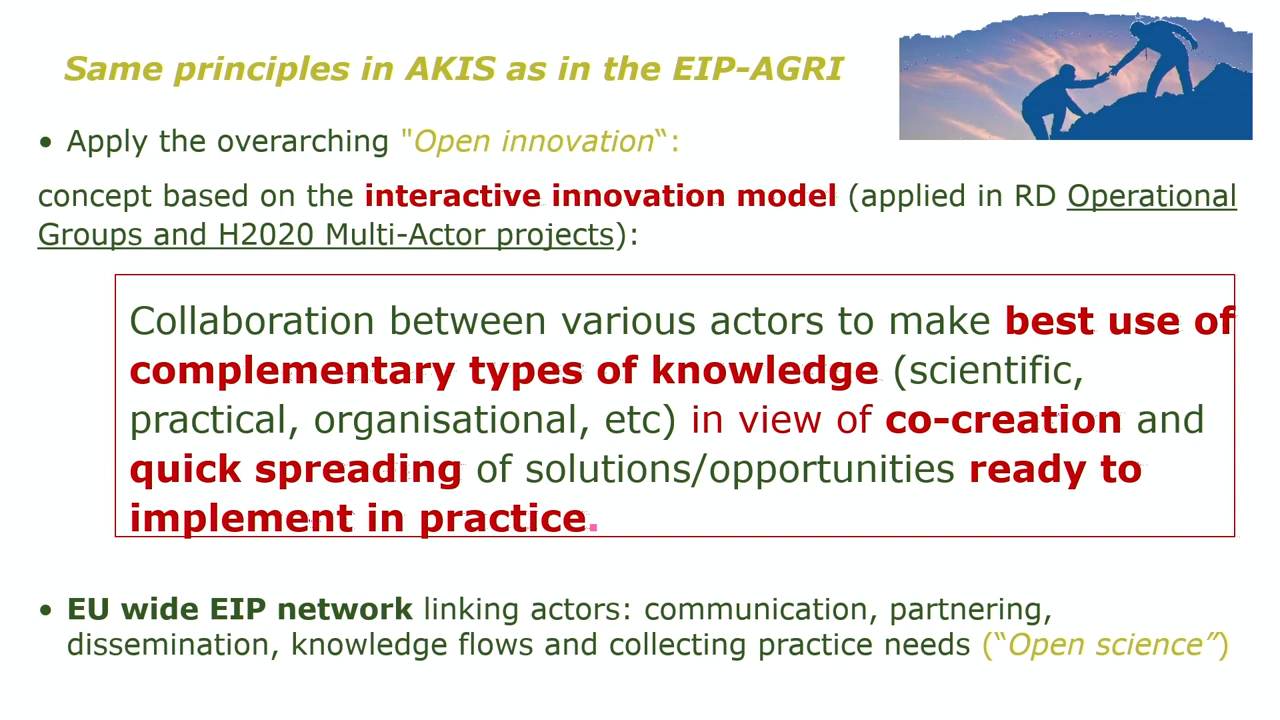 Same principles in AKIS as in the EIP-AGRI
• Apply the overarching "Open innovation“:
concept based on the interactive innovation model (applied in RD Operational
Groups and H2020 Multi-Actor projects):
Collaboration between various actors to make best use of
complementary types of knowledge (scientific,
practical, organisational, etc) in view of co-creation and
quick spreading of solutions/opportunities ready to
implement in practice.
• EU wide EIP network linking actors: communication, partnering,
dissemination, knowledge flows and collecting practice needs (“Open science”)